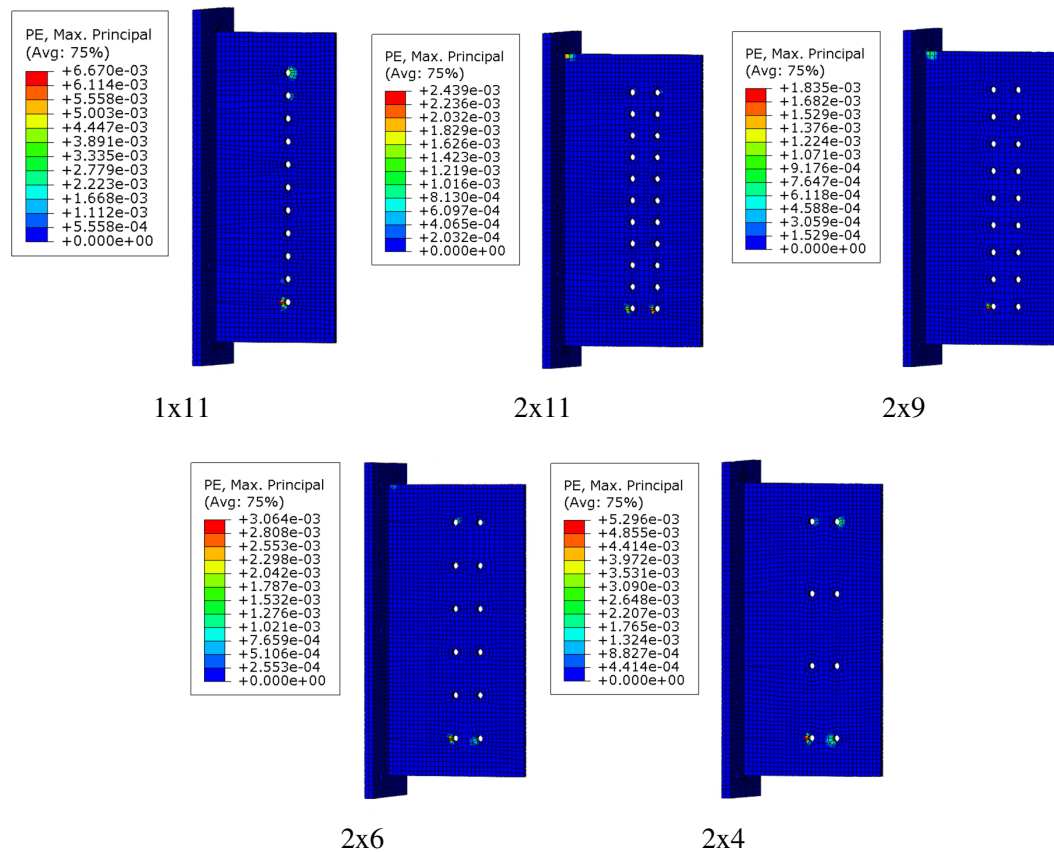 PE, Max. Principal
(Avg: 75%)
+6.670e-03
+6.114e-03
+5.558e-03
+5.003e-03
+4.447e-03
+3.891e-03
+3.335e-03
+2.779e-03
+2.223e-03
+1.668e-03
+1.112e-03
+5.558e-04
+0.000e+00
1x11
PE, Max. Principal
(Avg: 75%)
+2.439e-03
+2.236e-03
+2.032e-03
+1.829e-03
+1.626e-03
+1.423e-03
+1.219e-03
+1.016e-03
+8.130e-04
+6.097e-04
+4.065e-04
+2.032e-04
+0.000e+00
2x11
PE, Max. Principal
(Avg: 75%)
+1.835e-03
+1.682e-03
+1.529e-03
+1.376e-03
+1.224e-03
+1.071e-03
+9.176e-04
+7.647e-04
+6.118e-04
+4.588e-04
+3.059e-04
+1.529e-04
+0.000e+00
2x9
PE, Max. Principal
(Avg: 75%)
+3.064e-03
+2.808e-03
+2.553e-03
+2.298e-03
+2.042e-03
+1.787e-03
+1.532e-03
+1.276e-03
+1.021e-03
+7.659e-04
+5.106e-04
+2.553e-04
+0.000e+00
2x6
PE, Max. Principal
(Avg: 75%)
+5.296e-03
+4.855e-03
+4.414e-03
+3.972e-03
+3.531e-03
+3.090e-03
+2.648e-03
+2.207e-03
+1.765e-03
+1.324e-03
+8.827e-04
+4.414e-04
+0.000e+00
2x4